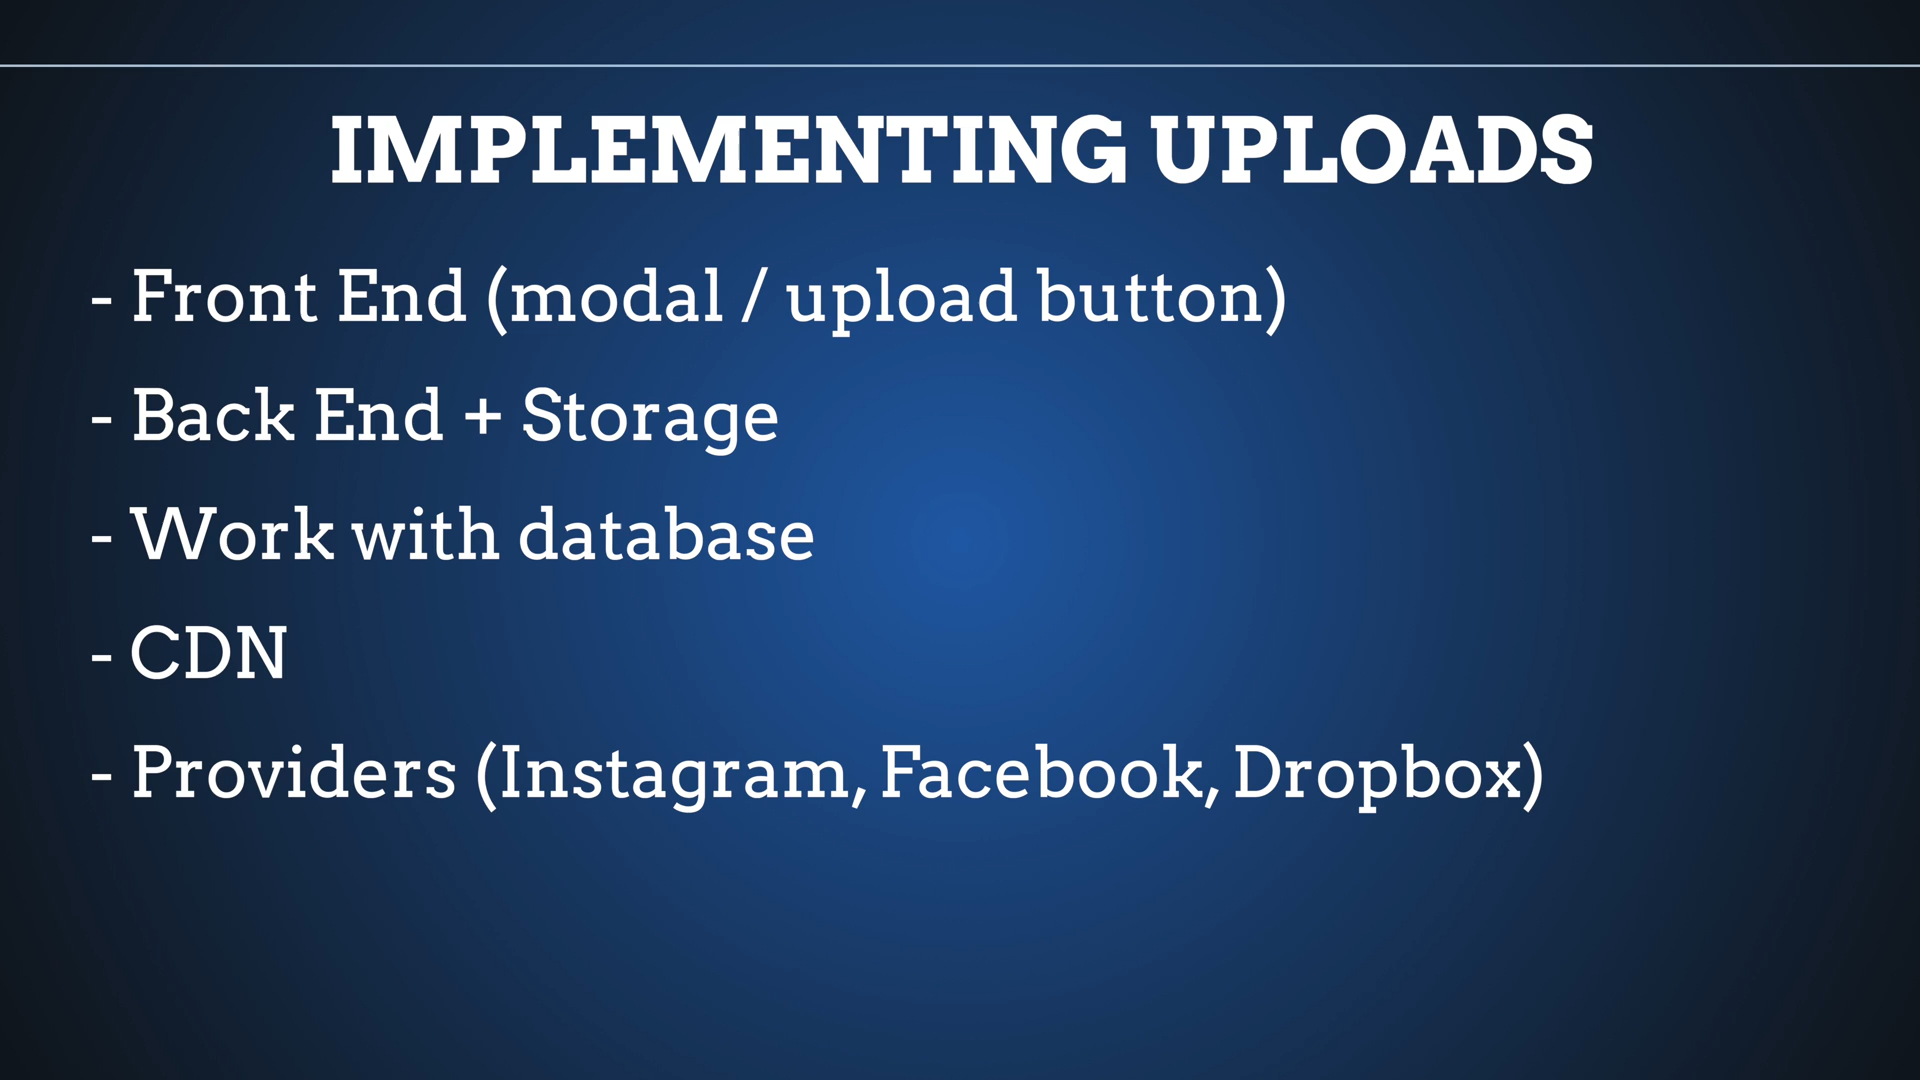 IMPLEMENTING UPLOADS
- Front End (modal / upload button)
- Back End + Storage
- Work with database
- CDN
- Providers (Instagram, Facebook, Dropbox)